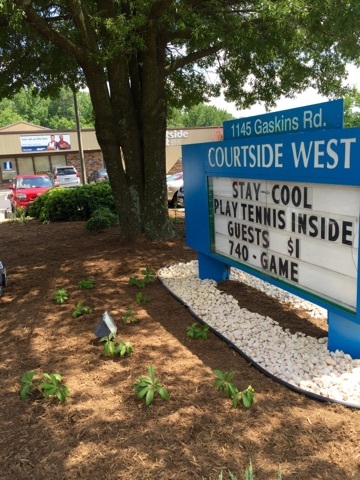 1145 Gaskins Rd.
COURTSIDE WEST
STAY COOL
PLAY TENNIS INSIDE
GUESTS $1
740-GAME